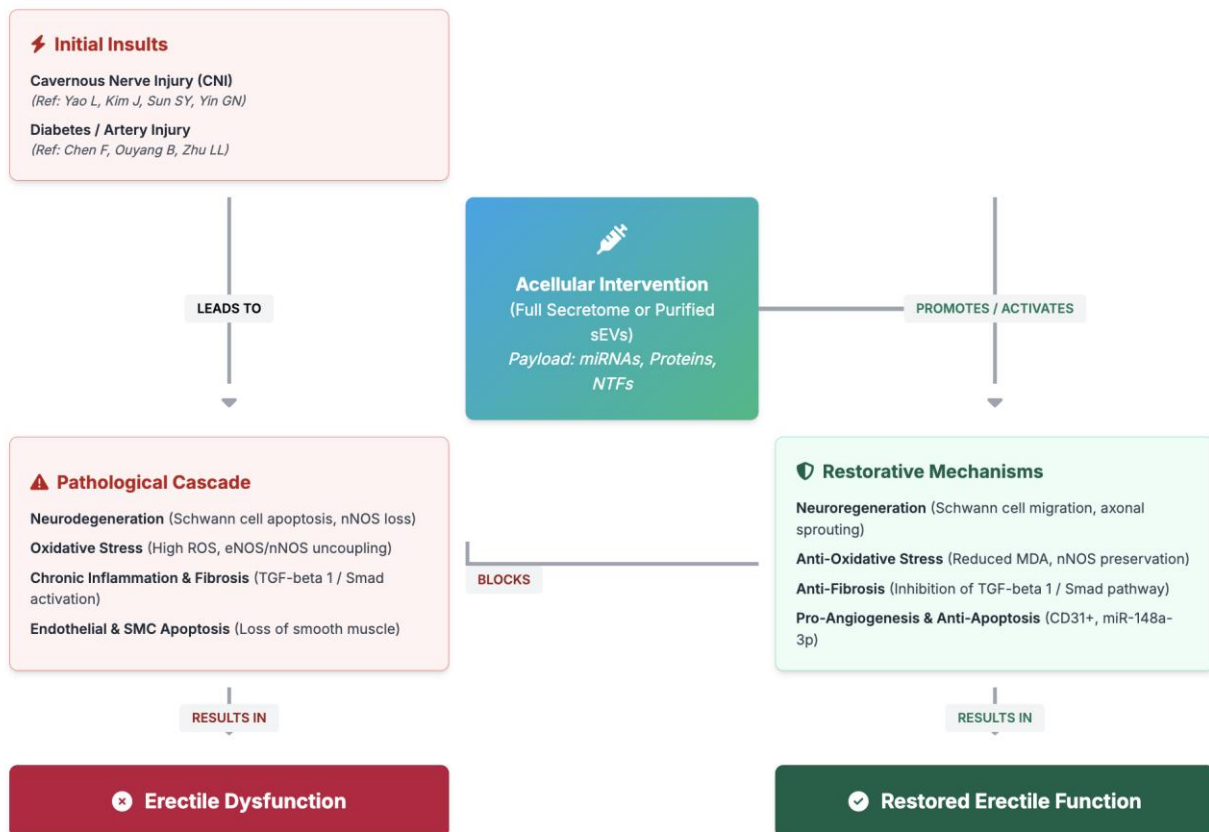 Initial Insults
Cavernous Nerve Injury (CNI)
(Ref: Yao L, Kim J, Sun SY, Yin GN)
Diabetes / Artery Injury
(Ref: Chen F, Ouyang B, Zhu LL)
LEADS TO
Acellular Intervention
(Full Secretome or Purified
sEVs)
Payload: miRNAs, Proteins,
NTFs
PROMOTES / ACTIVATES
Pathological Cascade
Neurodegeneration (Schwann cell apoptosis, nNOS loss)
Oxidative Stress (High ROS, eNOS/nNOS uncoupling)
Chronic Inflammation & Fibrosis (TGF-beta 1 / Smad
activation)
Endothelial & SMC Apoptosis (Loss of smooth muscle)
BLOCKS
Restorative Mechanisms
Neuroregeneration (Schwann cell migration, axonal
sprouting)
Anti-Oxidative Stress (Reduced MDA, nNOS preservation)
Anti-Fibrosis (Inhibition of TGF-beta 1 / Smad pathway)
Pro-Angiogenesis & Anti-Apoptosis (CD31+, miR-148a-
3p)
RESULTS IN
RESULTS IN
Erectile Dysfunction
Restored Erectile Function